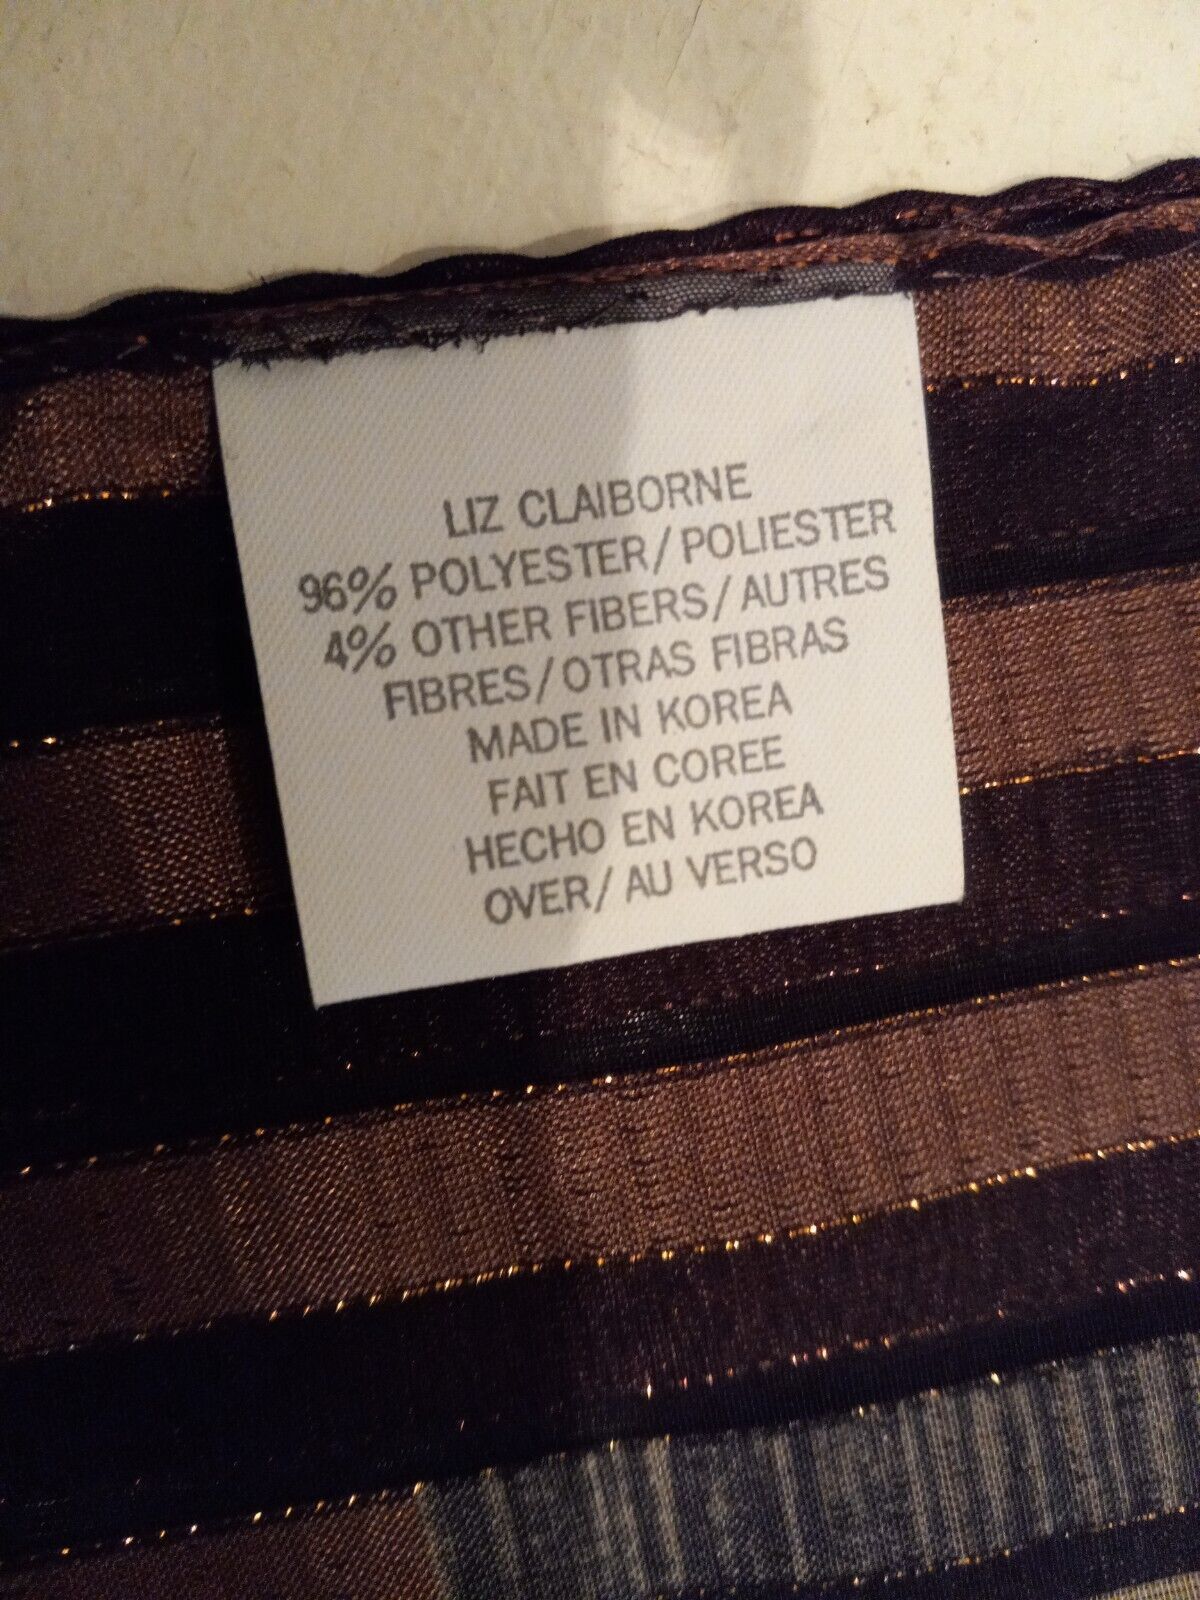 LIZ CLAIBORNE
96% POLYESTER/POLIESTER
4% OTHER FIBERS/AUTRES
FIBRES/OTRAS FIBRAS
MADE IN KOREA
FAIT EN COREE
HECHO EN KOREA
OVER/AU VERSO